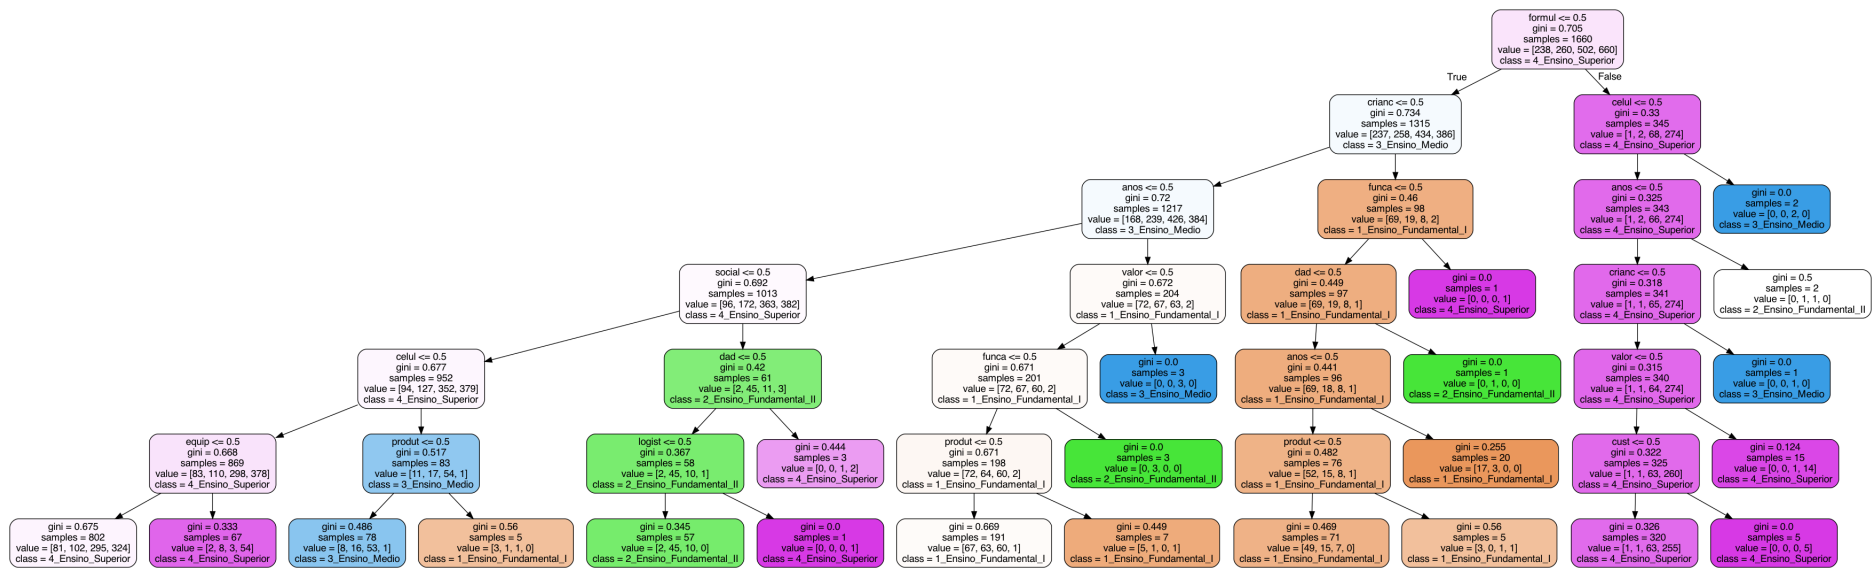 formul <= 0.5
gini = 0.705
samples = 1660
value = [238, 260, 502, 660]
class = 4_Ensino_Superior
True
False
crianc <= 0.5
gini = 0.734
samples = 1315
value = [237, 258, 434, 386]
class = 3_Ensino_Medio
celul <= 0.5
gini = 0.33
samples = 345
value = [1, 2, 68, 274]
class = 4_Ensino_Superior
anos <= 0.5
gini = 0.72
samples = 1217
value = [168, 239, 426, 384]
class = 3_Ensino_Medio
funca <= 0.5
gini = 0.46
samples = 98
value = [69, 19, 8, 2]
class = 1_Ensino_Fundamental_I
anos <= 0.5
gini = 0.325
samples = 343
value = [1, 2, 66, 274]
class = 4_Ensino_Superior
gini = 0.0
samples = 2
value = [0, 0, 2, 0]
class = 3_Ensino_Medio
social <= 0.5
gini = 0.692
samples = 1013
value = [96, 172, 363, 382]
class = 4_Ensino_Superior
valor <= 0.5
gini = 0.672
samples = 204
value = [72, 67, 63, 2]
class = 1_Ensino_Fundamental_I
dad <= 0.5
gini = 0.449
samples = 97
value = [69, 19, 8, 1]
class = 1_Ensino_Fundamental_I
gini = 0.0
samples = 1
value = [0, 0, 0, 1]
class = 4_Ensino_Superior
crianc <= 0.5
gini = 0.318
samples = 341
value = [1, 1, 65, 274]
class = 4_Ensino_Superior
gini = 0.5
samples = 2
value = [0, 1, 1, 0]
class = 2_Ensino_Fundamental_II
celul <= 0.5
gini = 0.677
samples = 952
value = [94, 127, 352, 379]
class = 4_Ensino_Superior
dad <= 0.5
gini = 0.42
samples = 61
value = [2, 45, 11, 3]
class = 2_Ensino_Fundamental_II
funca <= 0.5
gini = 0.671
samples = 201
value = [72, 67, 60, 2]
class = 1_Ensino_Fundamental_I
gini = 0.0
samples = 3
value = [0, 0, 3, 0]
class = 3_Ensino_Medio
anos <= 0.5
gini = 0.441
samples = 96
value = [69, 18, 8, 1]
class = 1_Ensino_Fundamental_I
gini = 0.0
samples = 1
value = [0, 1, 0, 0]
class = 2_Ensino_Fundamental_II
valor <= 0.5
gini = 0.315
samples = 340
value = [1, 1, 64, 274]
class = 4_Ensino_Superior
gini = 0.0
samples = 1
value = [0, 0, 1, 0]
class = 3_Ensino_Medio
equip <= 0.5
gini = 0.668
samples = 869
value = [83, 110, 298, 378]
class = 4_Ensino_Superior
produt <= 0.5
gini = 0.517
samples = 83
value = [11, 17, 54, 1]
class = 3_Ensino_Medio
logist <= 0.5
gini = 0.367
samples = 58
value = [2, 45, 10, 1]
class = 2_Ensino_Fundamental_II
gini = 0.444
samples = 3
value = [0, 0, 1, 2]
class = 4_Ensino_Superior
produt <= 0.5
gini = 0.671
samples = 198
value = [72, 64, 60, 2]
class = 1_Ensino_Fundamental_I
gini = 0.0
samples = 3
value = [0, 3, 0, 0]
class = 2_Ensino_Fundamental_II
produt <= 0.5
gini = 0.482
samples = 76
value = [52, 15, 8, 1]
class = 1_Ensino_Fundamental_I
gini = 0.255
samples = 20
value = [17, 3, 0, 0]
class = 1_Ensino_Fundamental_I
cust <= 0.5
gini = 0.322
samples = 325
value = [1, 1, 63, 260]
class = 4_Ensino_Superior
gini = 0.124
samples = 15
value = [0, 0, 1, 14]
class = 4_Ensino_Superior
gini = 0.675
samples = 802
value = [81, 102, 295, 324]
class = 4_Ensino_Superior
gini = 0.333
samples = 67
value = [2, 8, 3, 54]
class = 4_Ensino_Superior
gini = 0.486
samples = 78
value = [8, 16, 53, 1]
class = 3_Ensino_Medio
gini = 0.56
samples = 5
value = [3, 1, 1, 0]
class = 1_Ensino_Fundamental_I
gini = 0.345
samples = 57
value = [2, 45, 10, 0]
class = 2_Ensino_Fundamental_II
gini = 0.0
samples = 1
value = [0, 0, 0, 1]
class = 4_Ensino_Superior
gini = 0.669
samples = 191
value = [67, 63, 60, 1]
class = 1_Ensino_Fundamental_I
gini = 0.449
samples = 7
value = [5, 1, 0, 1]
class = 1_Ensino_Fundamental_I
gini = 0.469
samples = 71
value = [49, 15, 7, 0]
class = 1_Ensino_Fundamental_I
gini = 0.56
samples = 5
value = [3, 0, 1, 1]
class = 1_Ensino_Fundamental_I
gini = 0.326
samples = 320
value = [1, 1, 63, 255]
class = 4_Ensino_Superior
gini = 0.0
samples = 5
value = [0, 0, 0, 5]
class = 4_Ensino_Superior